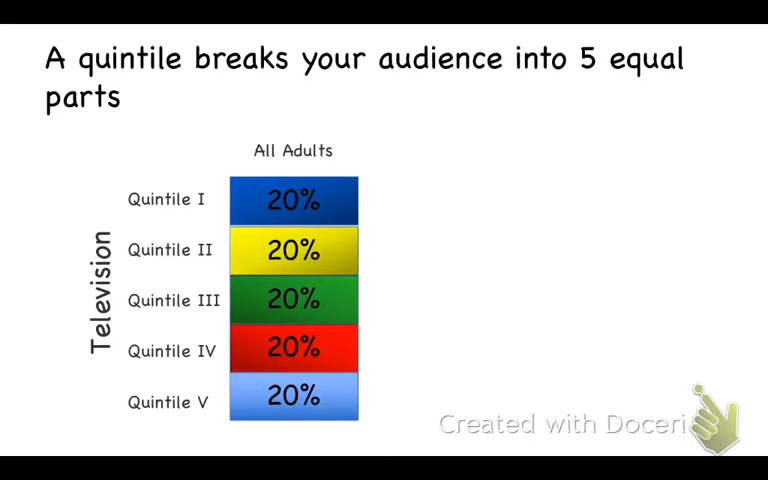 A quintile breaks your audience into 5 equal
parts
All Adults
Television
Quintile I 20%
Quintile II 20%
Quintile III 20%
Quintile IV 20%
Quintile V 20%
Created with Doceri